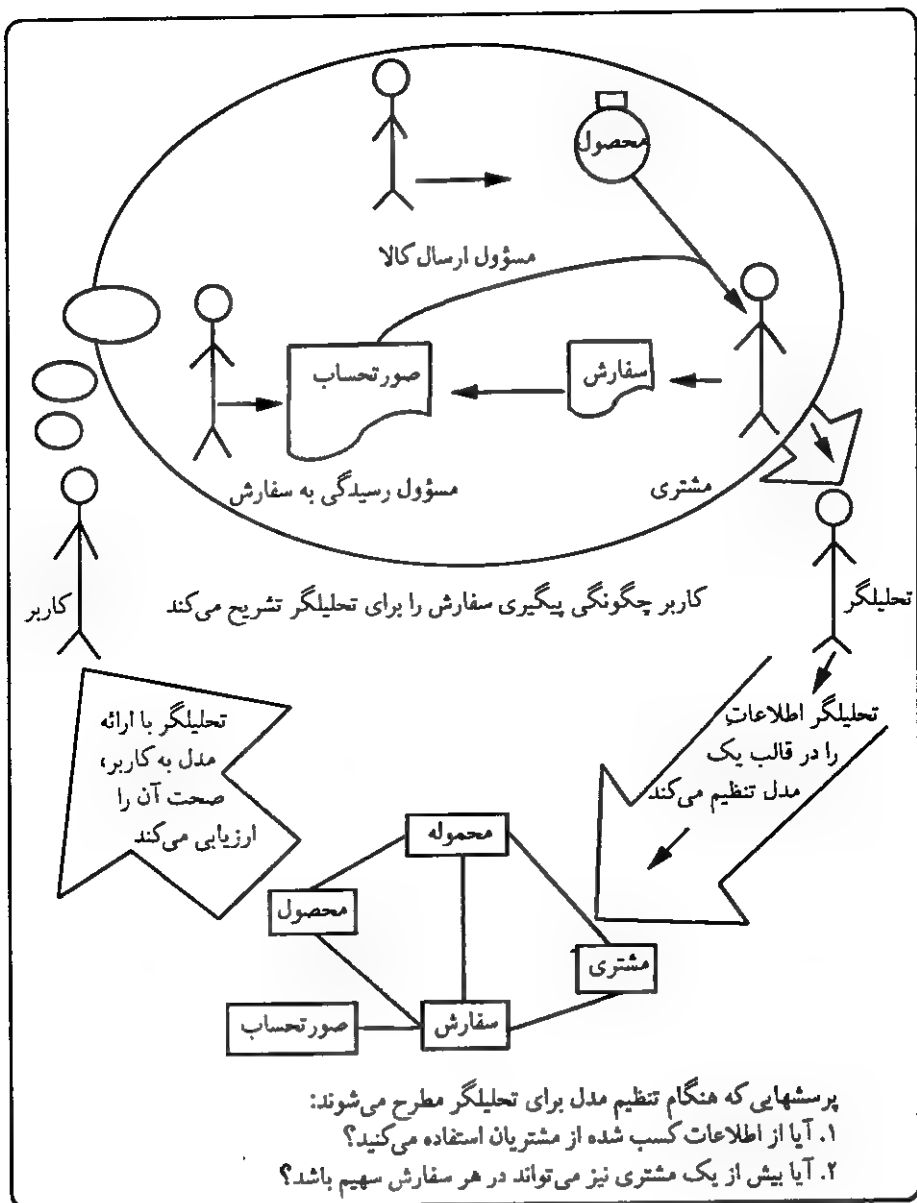 محصول
مسؤول ارسال کالا
صورتحساب
سفارش
مسؤول رسیدگی به سفارش
مشتری
کاربر
تحلیلگر
کاربر چگونگی پیگیری سفارش را برای تحلیلگر تشریح می‌کند
تحلیلگر اطلاعات
را در قالب یک
مدل تنظیم می‌کند
تحلیلگر با ارائه
مدل به کاربر،
صحت آن را
ارزیابی می‌کند
محموله
محصول
مشتری
سفارش
صورتحساب
پرسشهایی که هنگام تنظیم مدل برای تحلیلگر مطرح می‌شوند:
۱. آیا از اطلاعات کسب شده از مشتریان استفاده می‌کنید؟
۲. آیا بیش از یک مشتری نیز می‌تواند در هر سفارش سهیم باشد؟